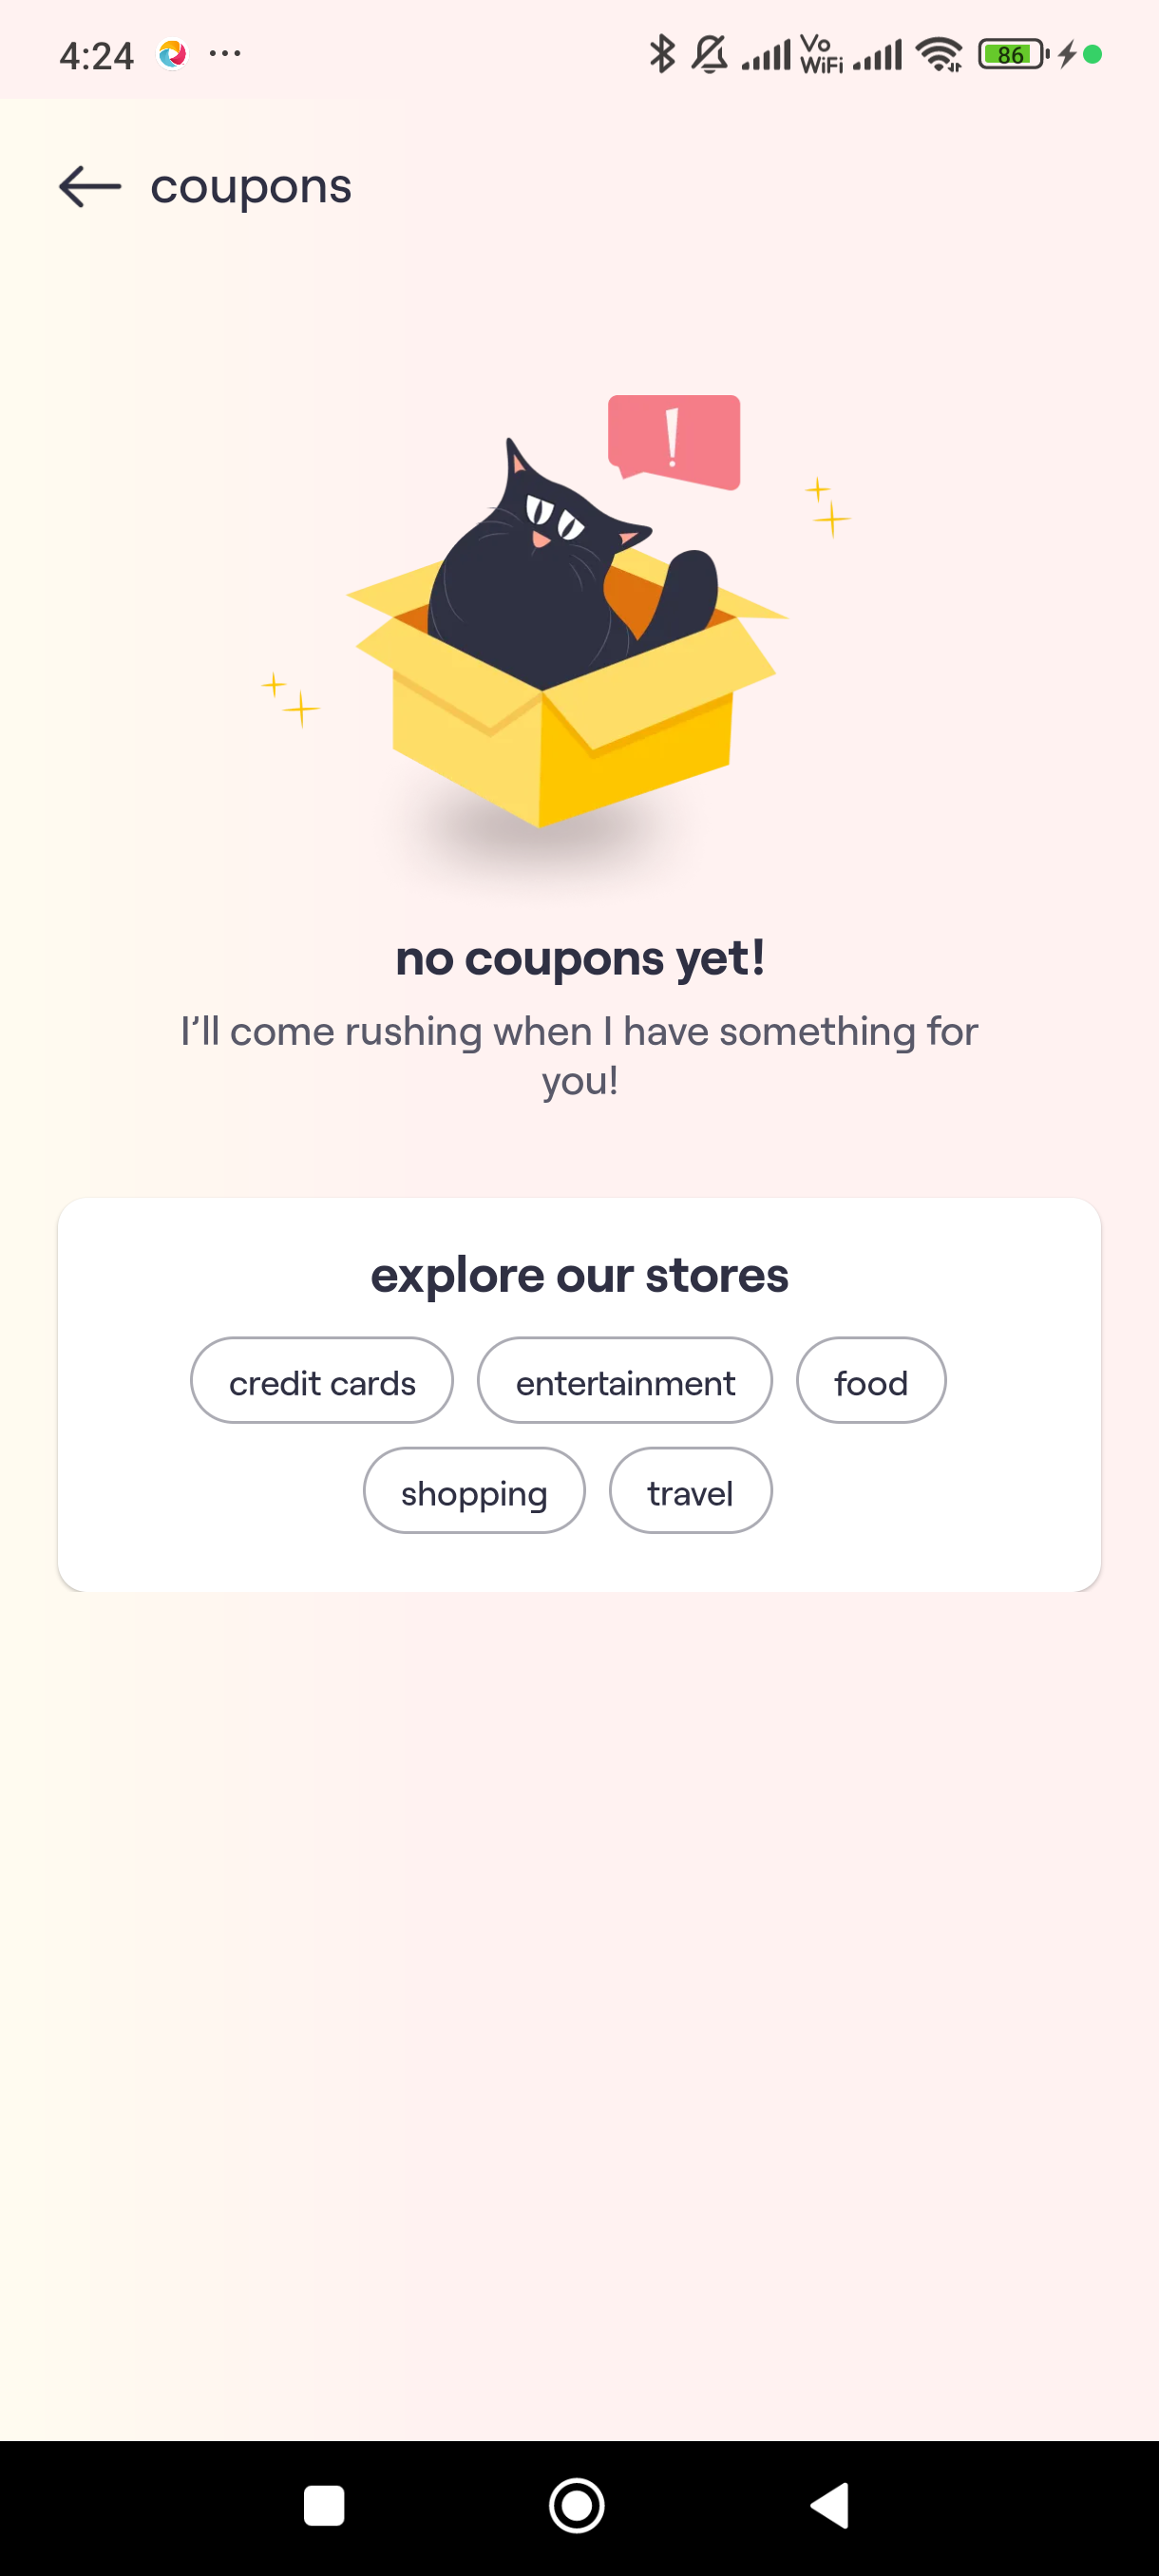 4:24
Vo
WiFi
86
coupons
!
no coupons yet!
I'll come rushing when I have something for
you!
explore our stores
credit cards
entertainment
food
shopping
travel